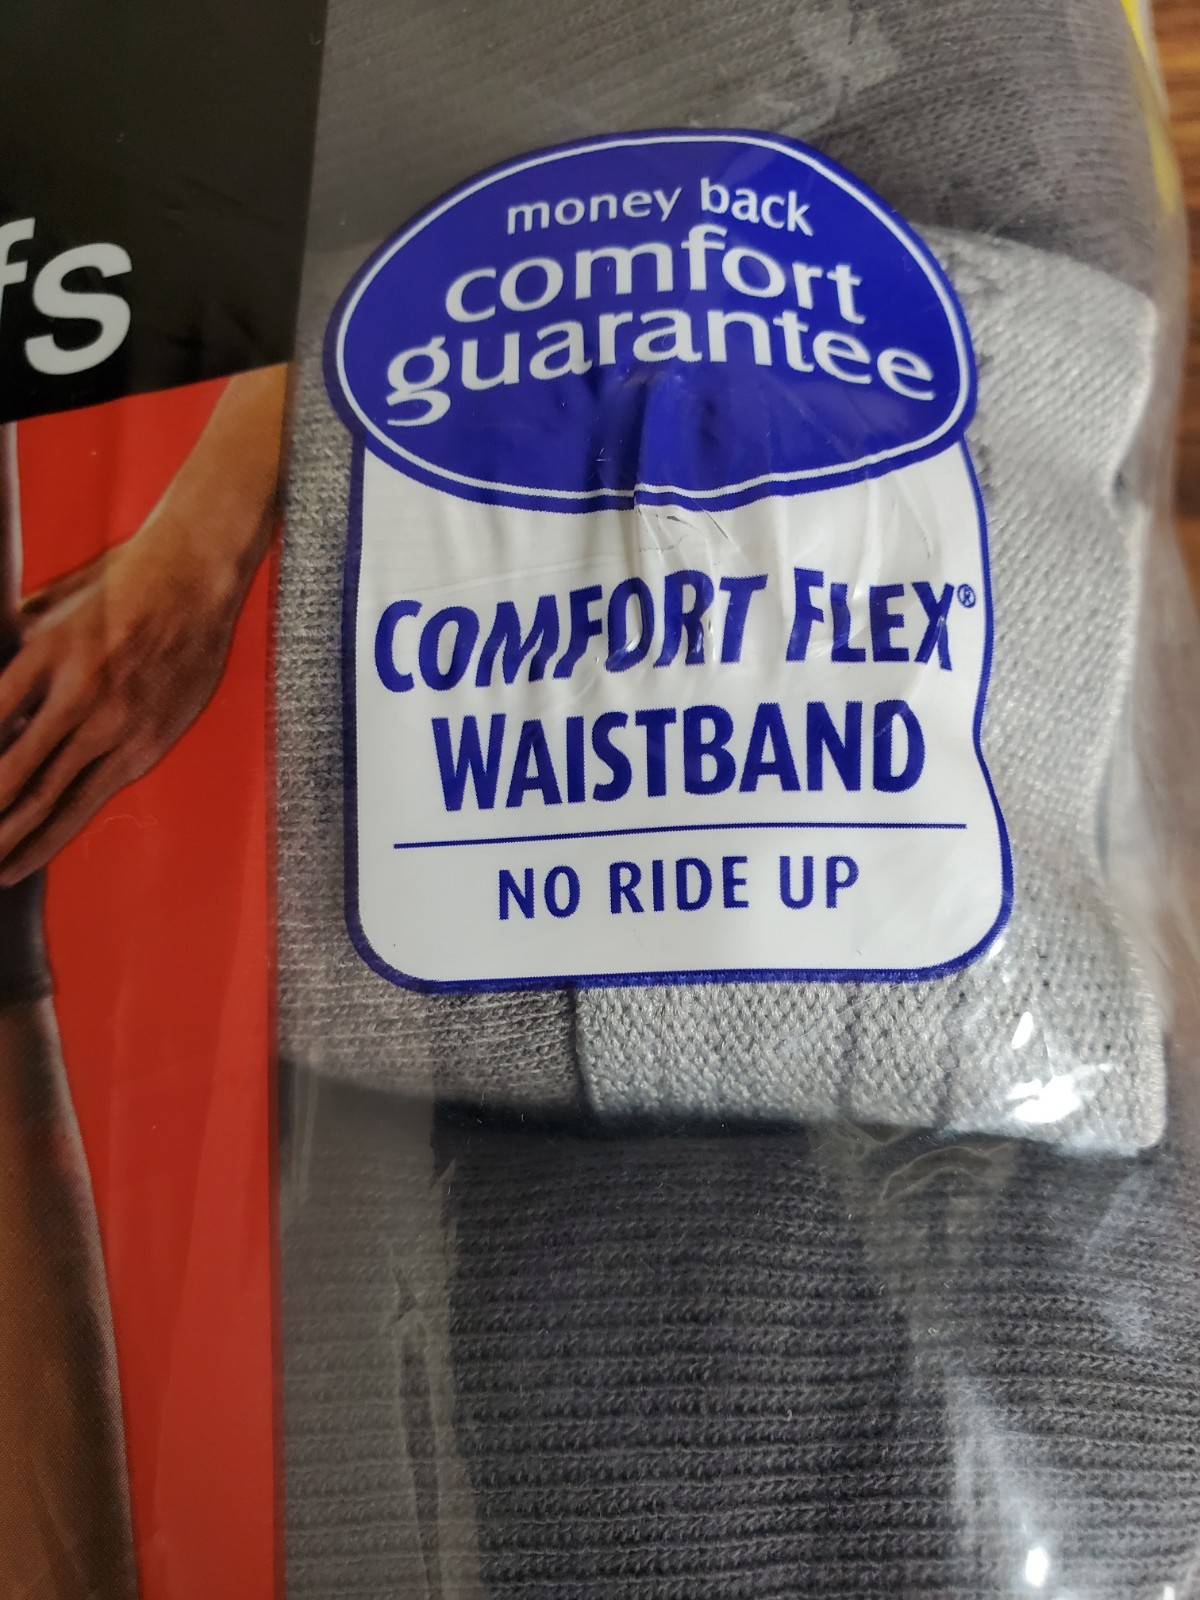 money back
comfort
guarantee
fs
COMFORT FLEX®
WAISTBAND
NO RIDE UP